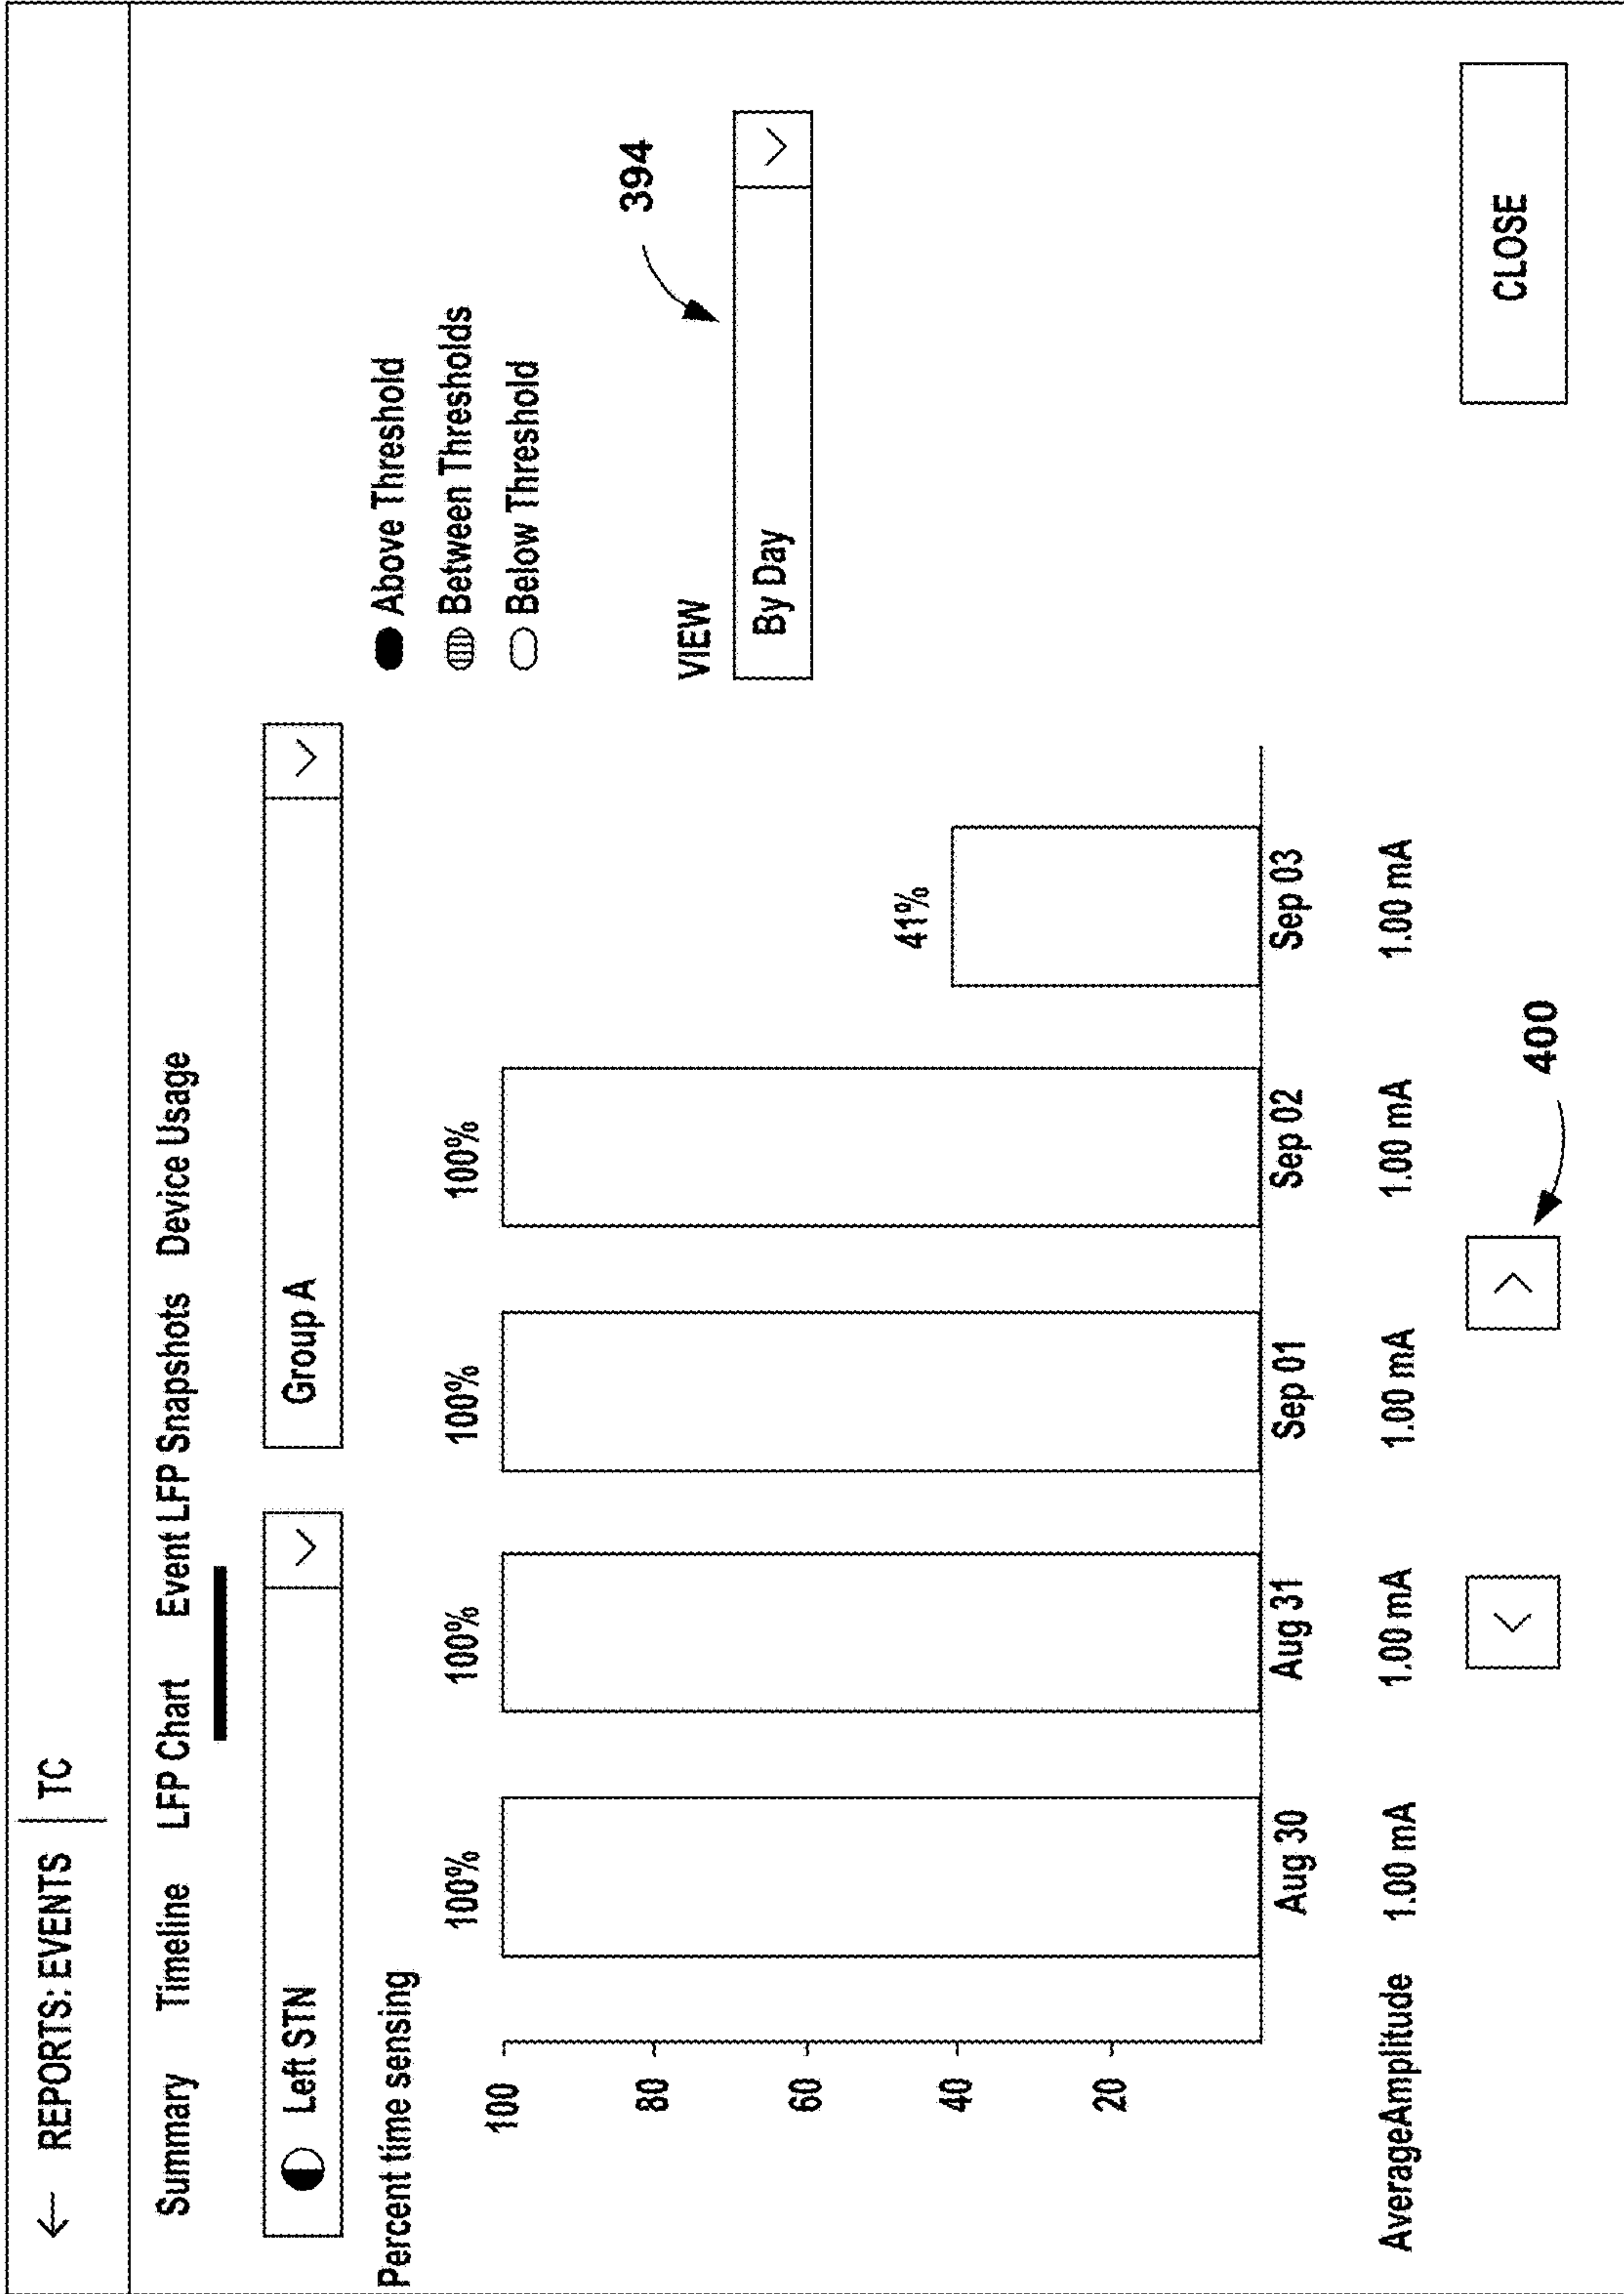 ← REPORTS: EVENTS | TC
Summary Timeline LFP Chart Event LFP Snapshots Device Usage
Left STN Group A
Percent time sensing
Above Threshold
Between Thresholds
Below Threshold
394
VIEW
By Day
100% 100% 100% 100% 41%
100
80
60
40
20
Aug 30 Aug 31 Sep 01 Sep 02 Sep 03
AverageAmplitude 1.00 mA 1.00 mA 1.00 mA 1.00 mA 1.00 mA
< >
400
CLOSE